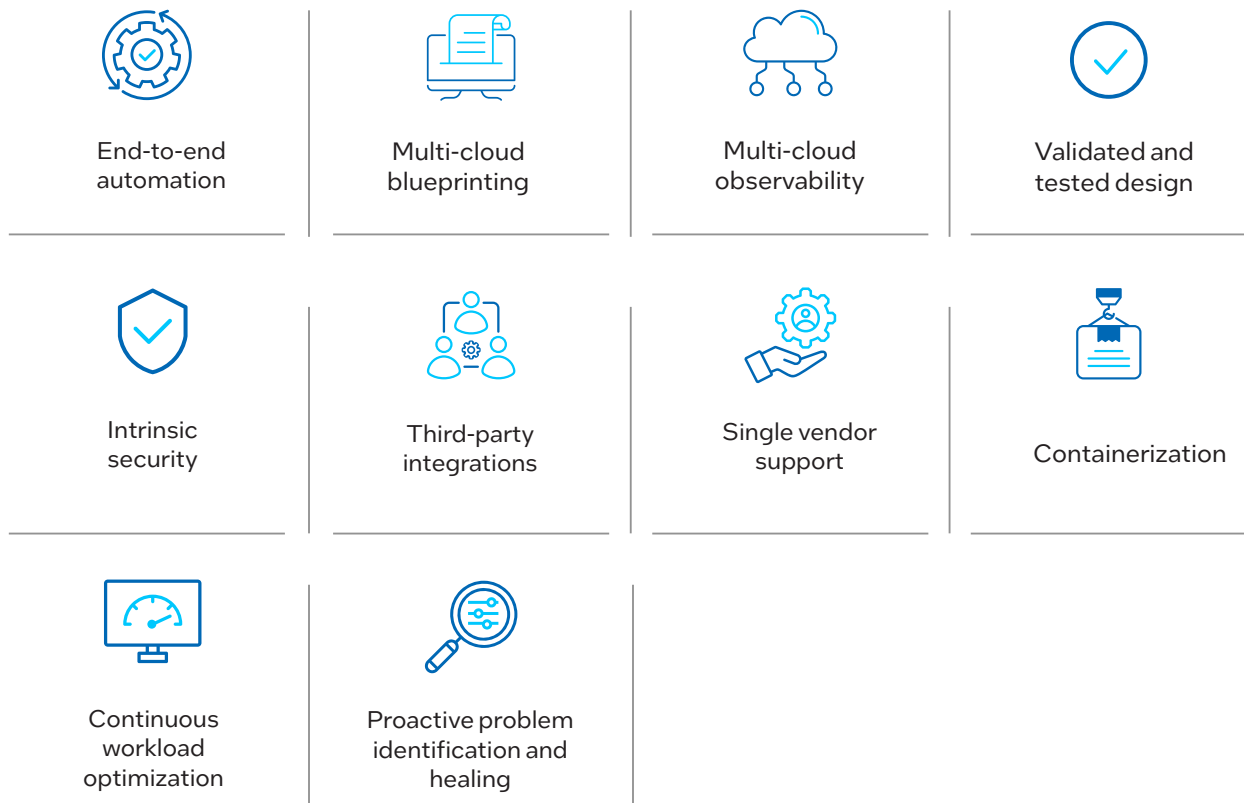 End-to-end
automation
Multi-cloud
blueprinting
Multi-cloud
observability
Validated and
tested design
Intrinsic
security
Third-party
integrations
Single vendor
support
Containerization
Continuous
workload
optimization
Proactive problem
identification and
healing